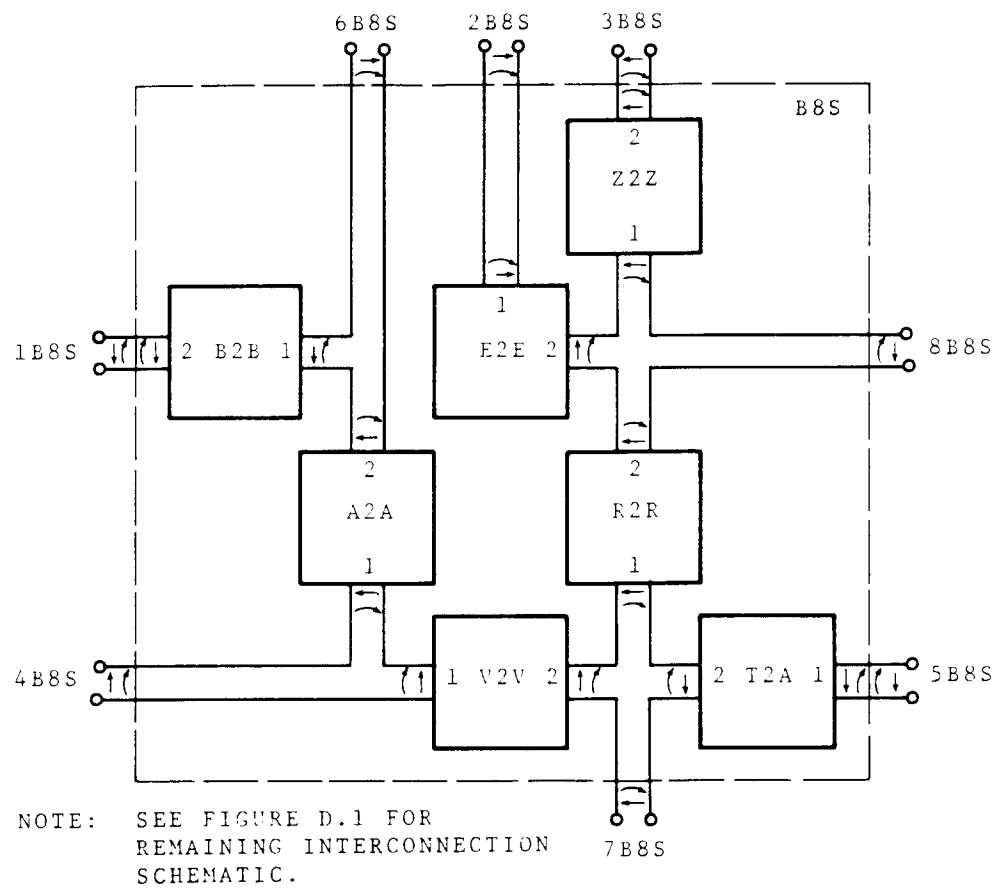 6B8S 2B8S 3B8S
B8S
2
Z2Z
1
1B8S 2 B2B 1
1
E2E 2
8B8S
2
A2A
1
2
R2R
1
4B8S 1 V2V 2 2 T2A 1 5B8S
7B8S
NOTE: SEE FIGURE D.1 FOR
REMAINING INTERCONNECTION
SCHEMATIC.